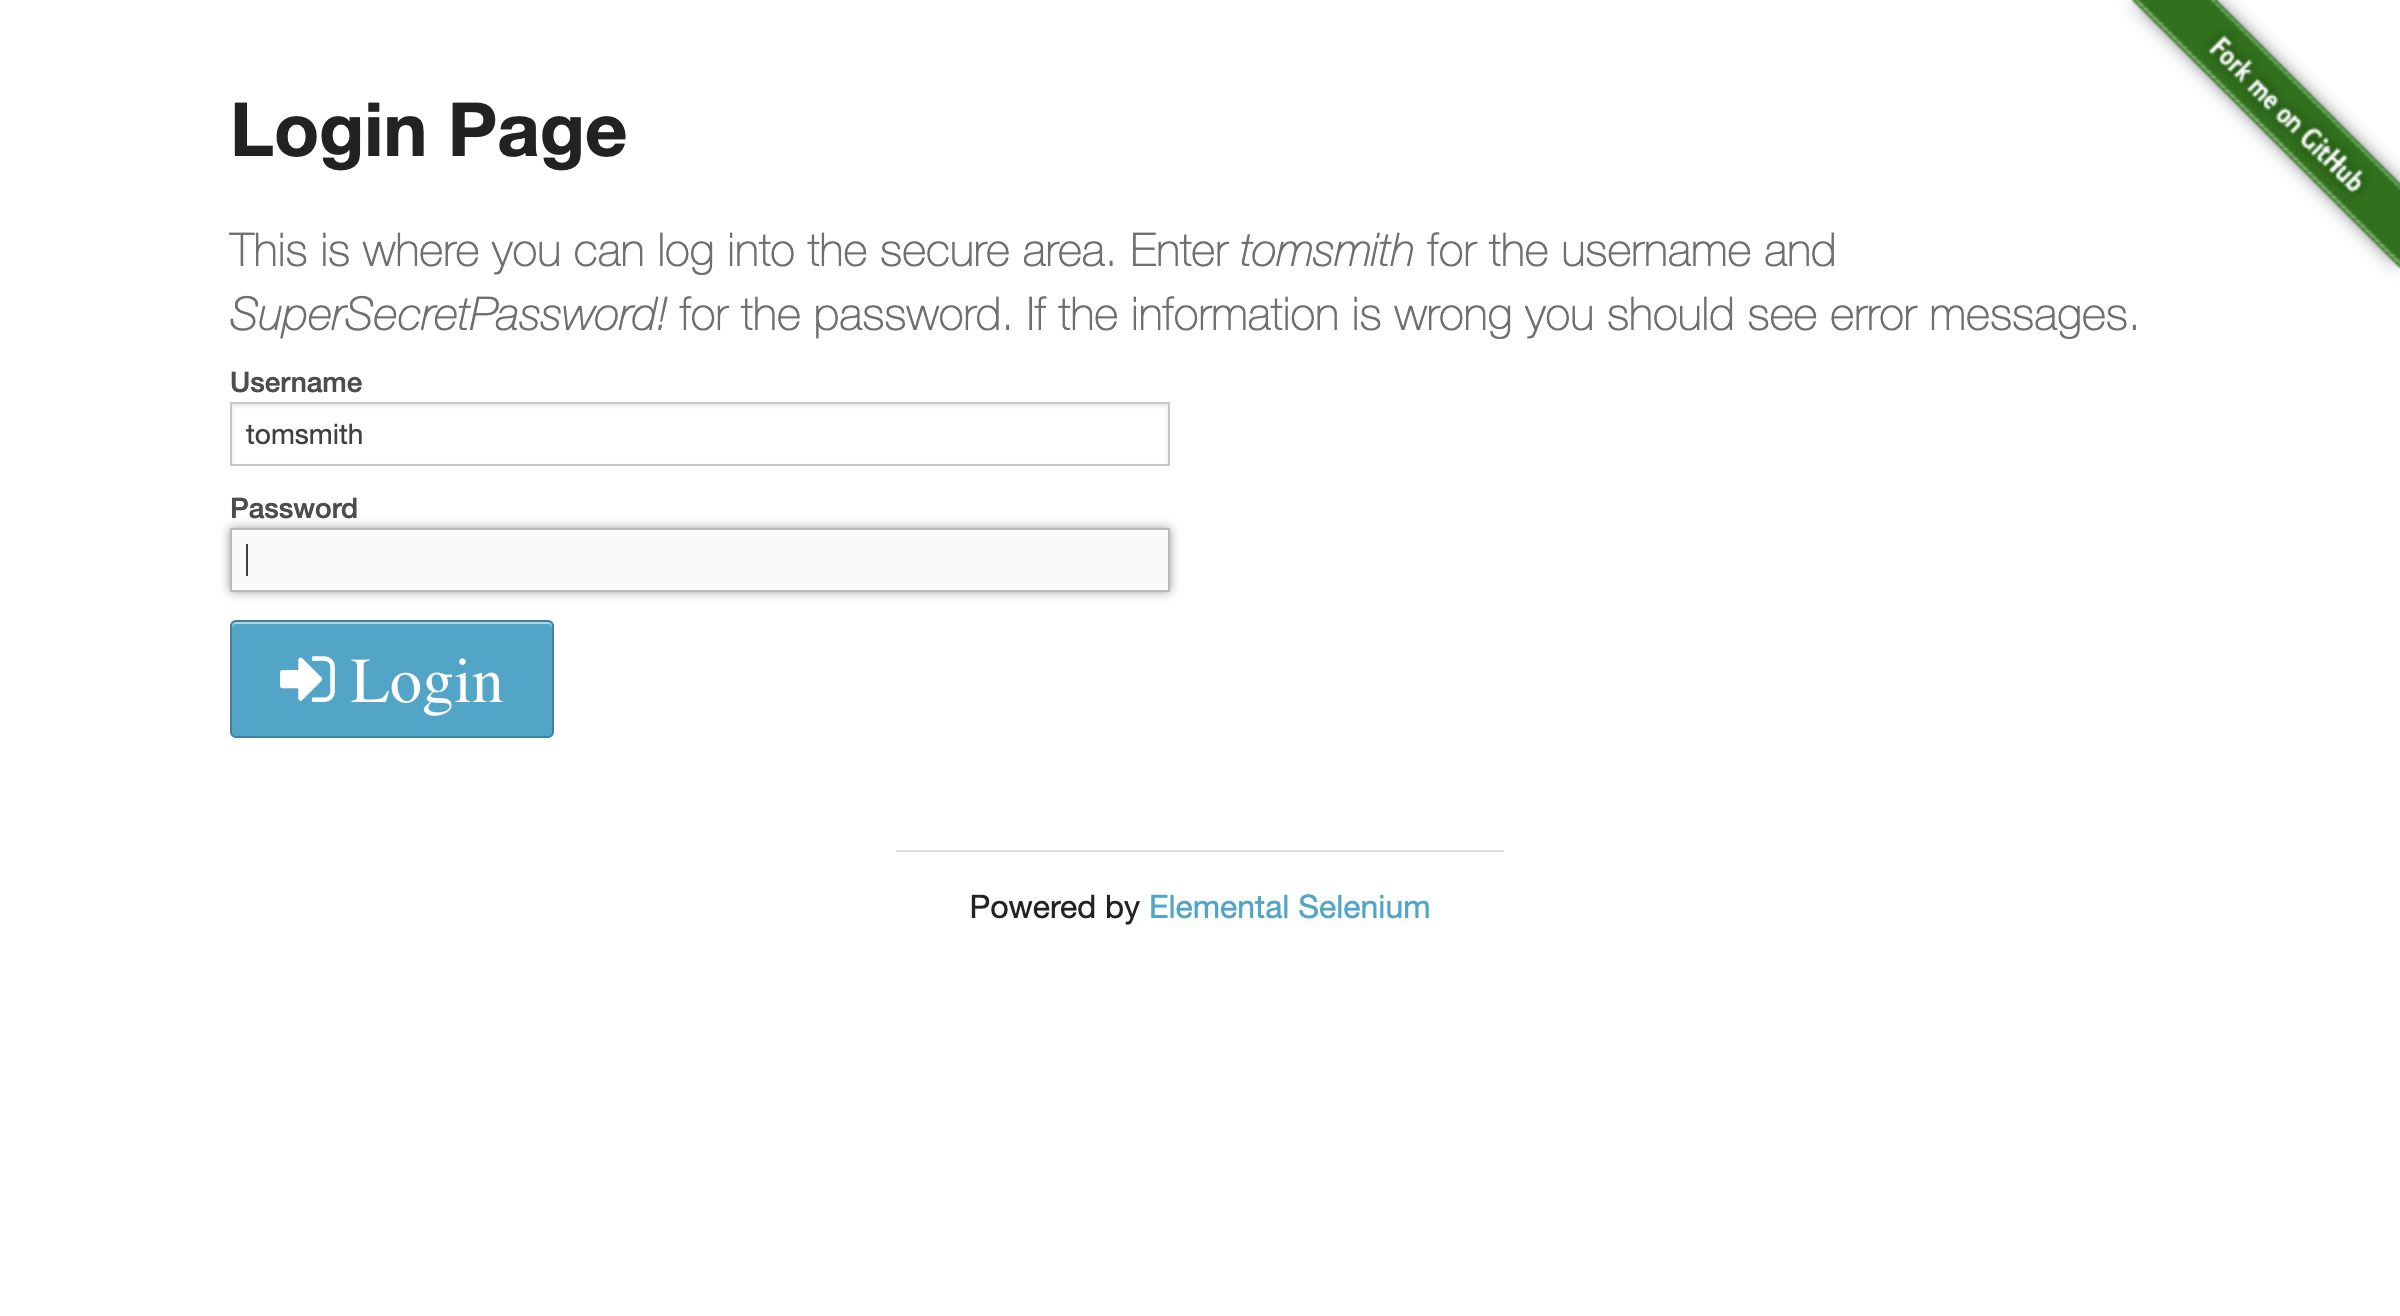 Fork me on GitHub
Login Page
This is where you can log into the secure area. Enter tomsmith for the username and
SuperSecretPassword! for the password. If the information is wrong you should see error messages.
Username
tomsmith
Password
Login
Powered by Elemental Selenium